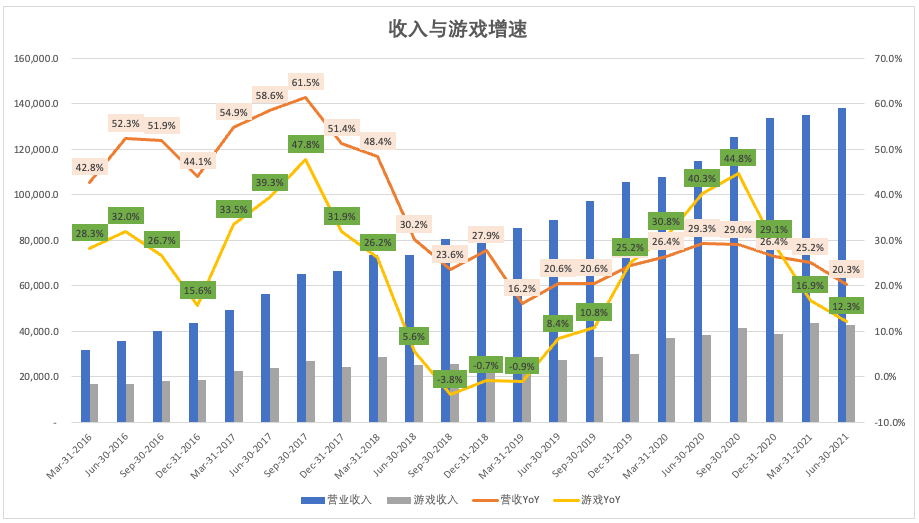 收入与游戏增速
160,000.0
140,000.0
120,000.0
100,000.0
80,000.0
60,000.0
40,000.0
20,000.0
-
70.0%
60.0%
50.0%
40.0%
30.0%
20.0%
10.0%
0.0%
-10.0%
42.8%
52.3%
51.9%
44.1%
54.9%
58.6%
61.5%
51.4%
48.4%
30.2%
23.6%
27.9%
16.2%
20.6%
20.6%
25.2%
26.4%
29.3%
29.0%
26.4%
25.2%
20.3%
28.3%
32.0%
26.7%
15.6%
33.5%
39.3%
47.8%
31.9%
26.2%
5.6%
-3.8%
-0.7%
-0.9%
8.4%
10.8%
30.8%
40.3%
44.8%
29.1%
16.9%
12.3%
Mar-31-2016
Jun-30-2016
Sep-30-2016
Dec-31-2016
Mar-31-2017
Jun-30-2017
Sep-30-2017
Dec-31-2017
Mar-31-2018
Jun-30-2018
Sep-30-2018
Dec-31-2018
Mar-31-2019
Jun-30-2019
Sep-30-2019
Dec-31-2019
Mar-31-2020
Jun-30-2020
Sep-30-2020
Dec-31-2020
Mar-31-2021
Jun-30-2021
营业收入 游戏收入 营收YoY 游戏YoY